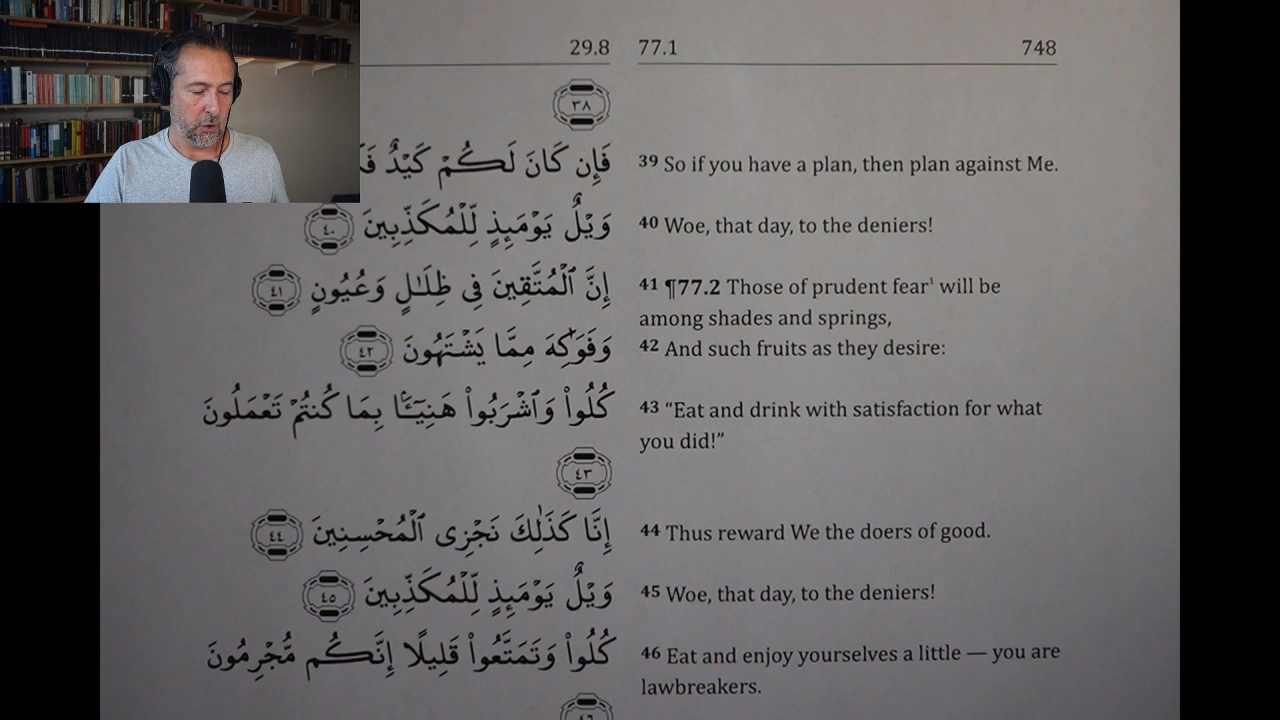 29.8 77.1 748
٣٨
فَإِن كَانَ لَكُمْ كَيْدٌ
39 So if you have a plan, then plan against Me.
وَيْلٌ يَوْمَئِذٍ لِّلْمُكَذِّبِينَ ٤٠
40 Woe, that day, to the deniers!
إِنَّ ٱلْمُتَّقِينَ فِى ظِلَـٰلٍ وَعُيُونٍ ٤١
41 ¶77.2 Those of prudent fear¹ will be
among shades and springs,
وَفَوَٰكِهَ مِمَّا يَشْتَهُونَ ٤٢
42 And such fruits as they desire:
كُلُوا۟ وَٱشْرَبُوا۟ هَنِيٓـًٔۢا بِمَا كُنتُمْ تَعْمَلُونَ
43 “Eat and drink with satisfaction for what
you did!”
٤٣
إِنَّا كَذَٰلِكَ نَجْزِى ٱلْمُحْسِنِينَ ٤٤
44 Thus reward We the doers of good.
وَيْلٌ يَوْمَئِذٍ لِّلْمُكَذِّبِينَ ٤٥
45 Woe, that day, to the deniers!
كُلُوا۟ وَتَمَتَّعُوا۟ قَلِيلًا إِنَّكُم مُّجْرِمُونَ
46 Eat and enjoy yourselves a little — you are
lawbreakers.
٤٦